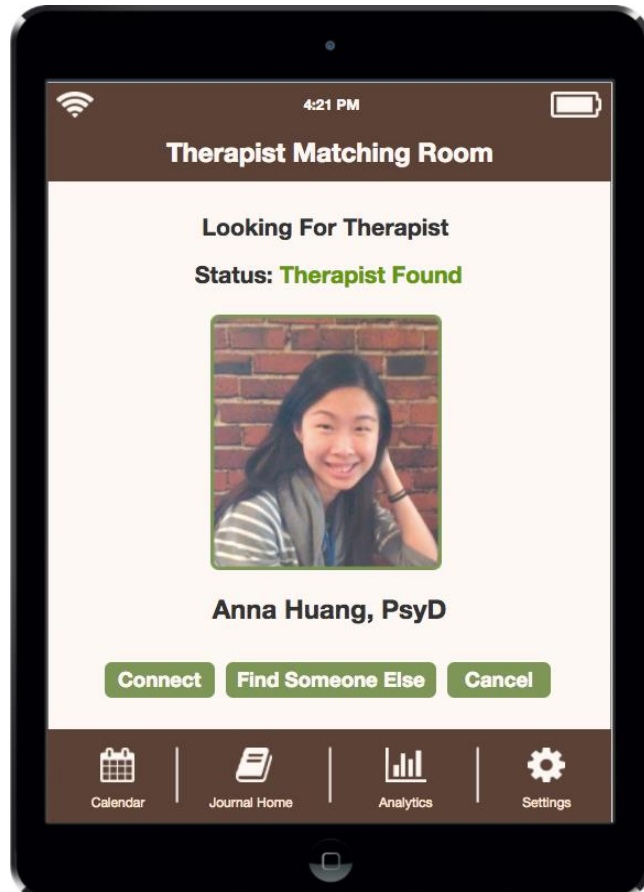 4:21 PM
Therapist Matching Room
Looking For Therapist
Status: Therapist Found
Anna Huang, PsyD
Connect Find Someone Else Cancel
Calendar Journal Home Analytics Settings